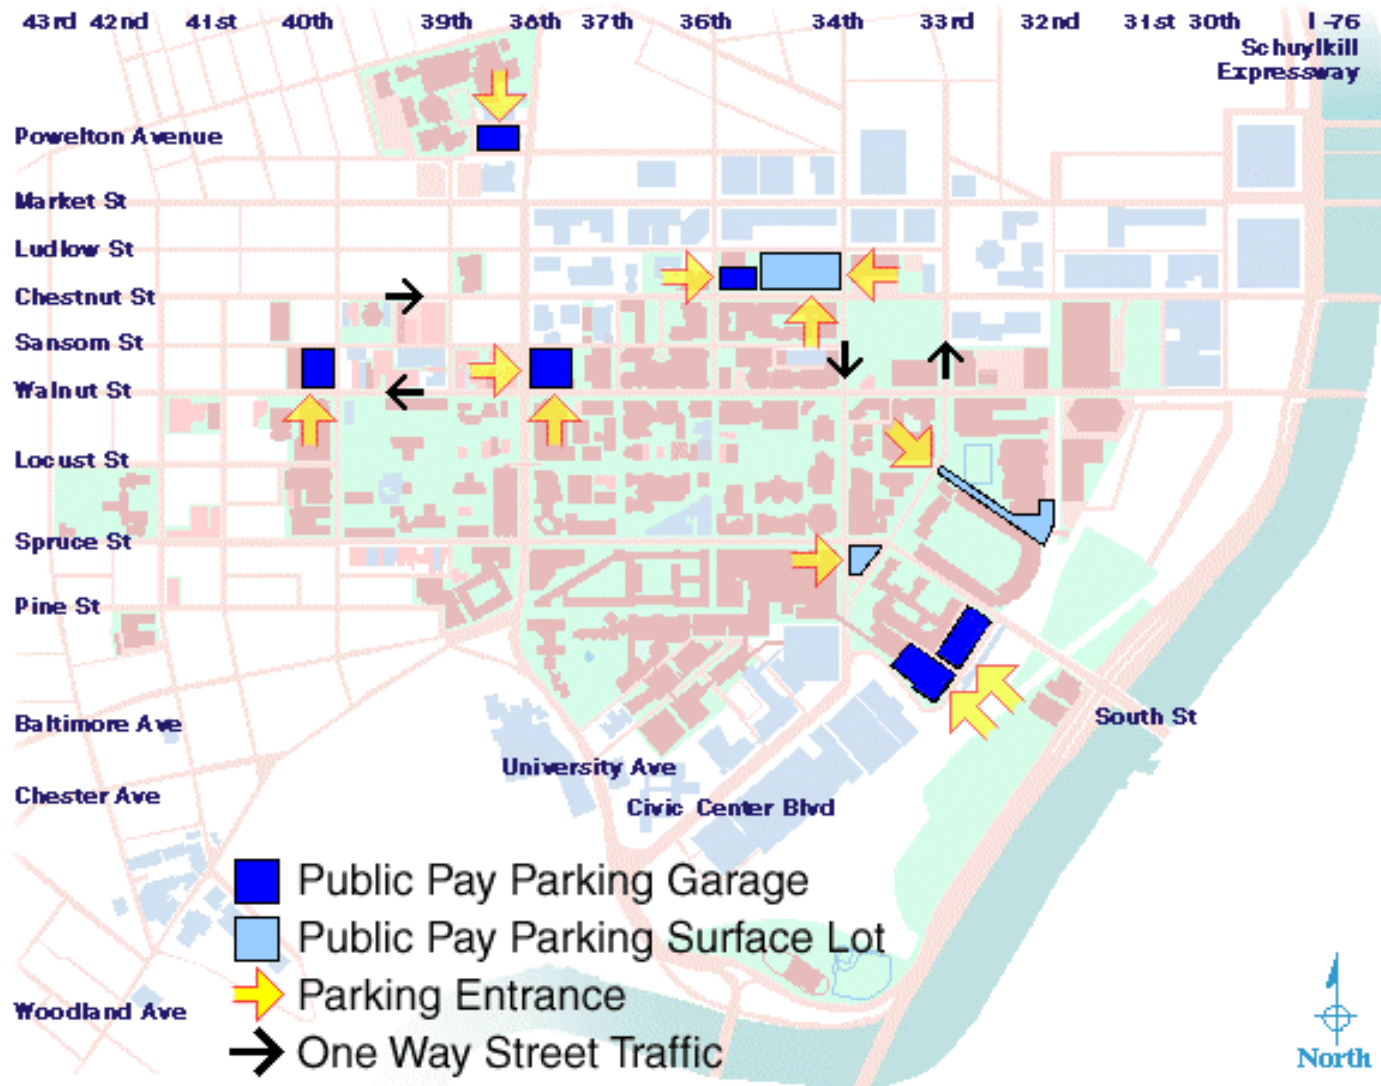 43rd 42nd 41st 40th 39th 38th 37th 36th 34th 33rd 32nd 31st 30th I-76
Schuylkill
Expressway
Powelton Avenue
Market St
Ludlow St
Chestnut St
Sansom St
Walnut St
Locust St
Spruce St
Pine St
Baltimore Ave
South St
University Ave
Chester Ave
Civic Center Blvd
Public Pay Parking Garage
Public Pay Parking Surface Lot
Parking Entrance
Woodland Ave
One Way Street Traffic
North